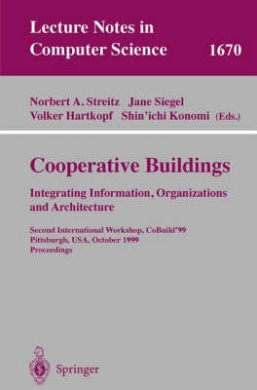 Lecture Notes in
Computer Science 1670
Norbert A. Streitz Jane Siegel
Volker Hartkopf Shin'ichi Konomi (Eds.)
Cooperative Buildings
Integrating Information, Organizations
and Architecture
Second International Workshop, CoBuild'99
Pittsburgh, USA, October 1999
Proceedings
Springer